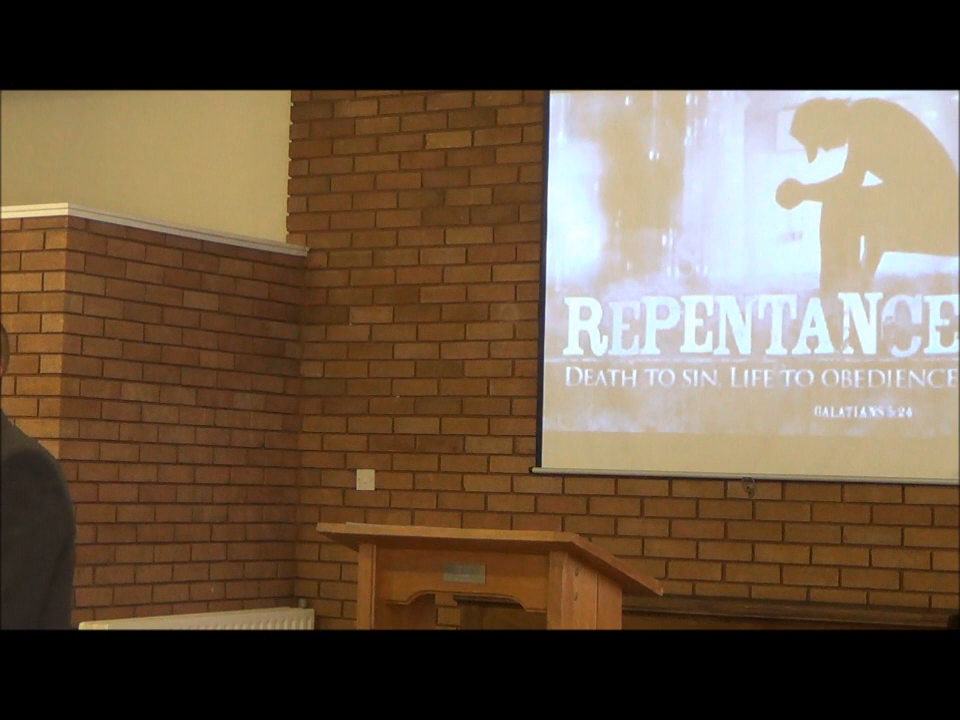 REPENTANCE
DEATH TO SIN, LIFE TO OBEDIENCE
GALATIANS 5:24